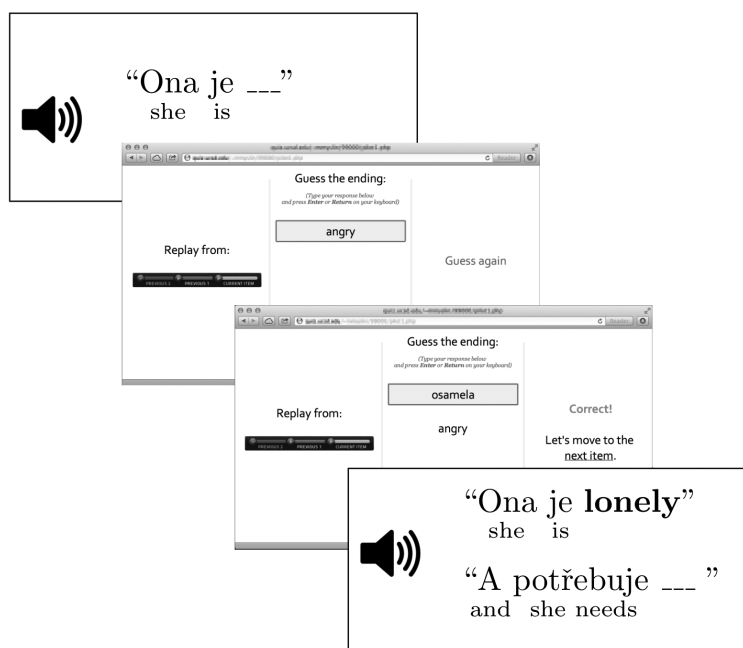 “Ona je ___”
she is
Reader
Guess the ending:
(Type your response below
and press Enter or Return on your keyboard)
angry
Replay from:
PREVIOUS 2 PREVIOUS 1 CURRENT ITEM
Guess again
Reader
Guess the ending:
(Type your response below
and press Enter or Return on your keyboard)
osamela
angry
Replay from:
PREVIOUS 2 PREVIOUS 1 CURRENT ITEM
Correct!
Let's move to the
next item.
“Ona je lonely”
she is
“A potřebuje ___ ”
and she needs